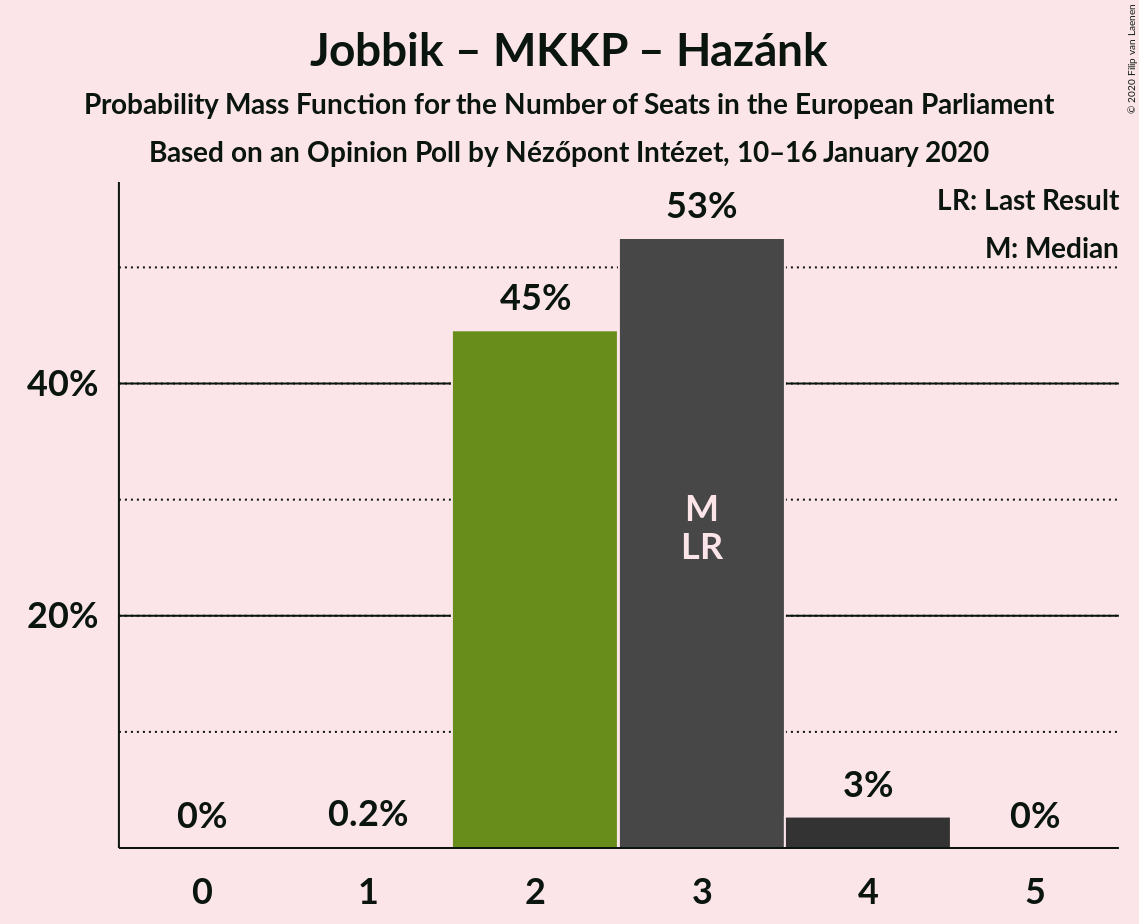 Jobbik – MKKP – Hazánk
Probability Mass Function for the Number of Seats in the European Parliament
Based on an Opinion Poll by Nézőpont Intézet, 10–16 January 2020
© 2020 Filip van Laenen
LR: Last Result
M: Median
53%
45%
40%
M
LR
20%
3%
0%
0.2%
0%
0
1
2
3
4
5